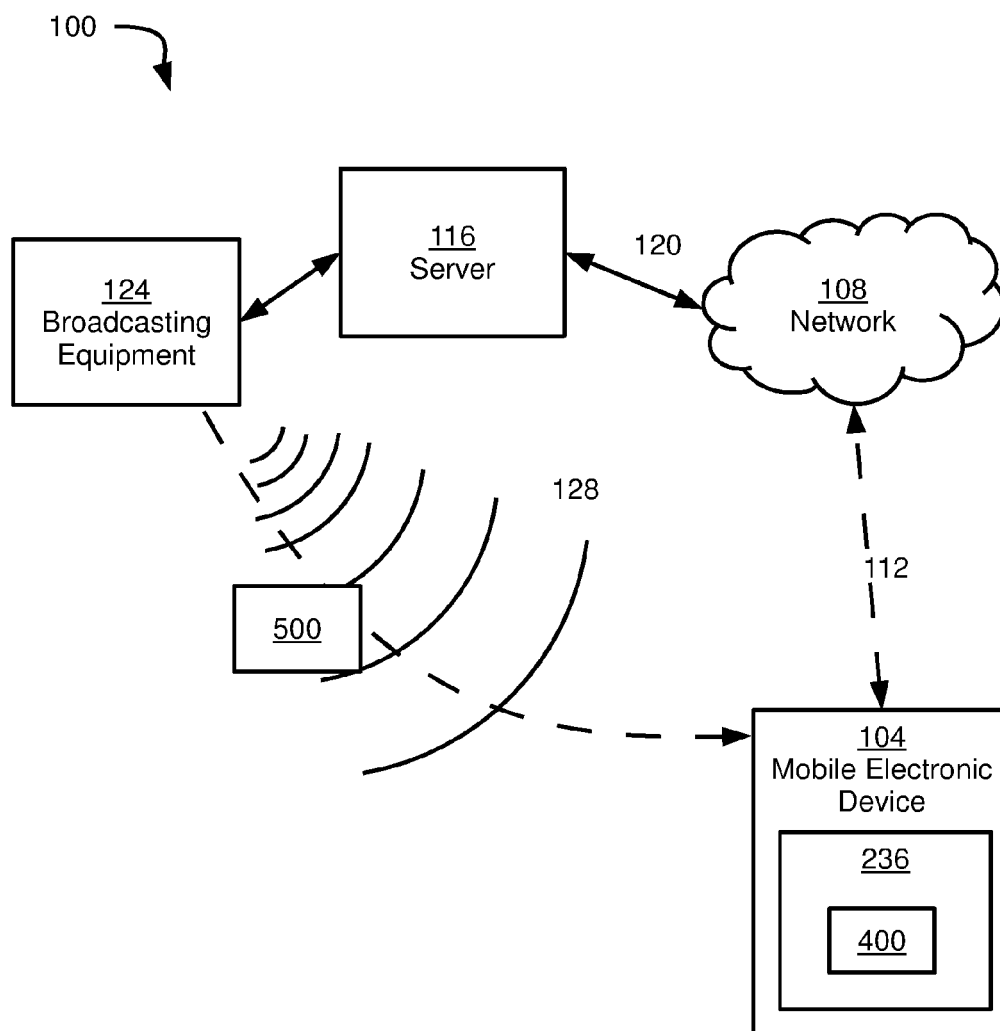 100
116
Server
120
108
Network
124
Broadcasting
Equipment
128
112
500
104
Mobile Electronic
Device
236
400